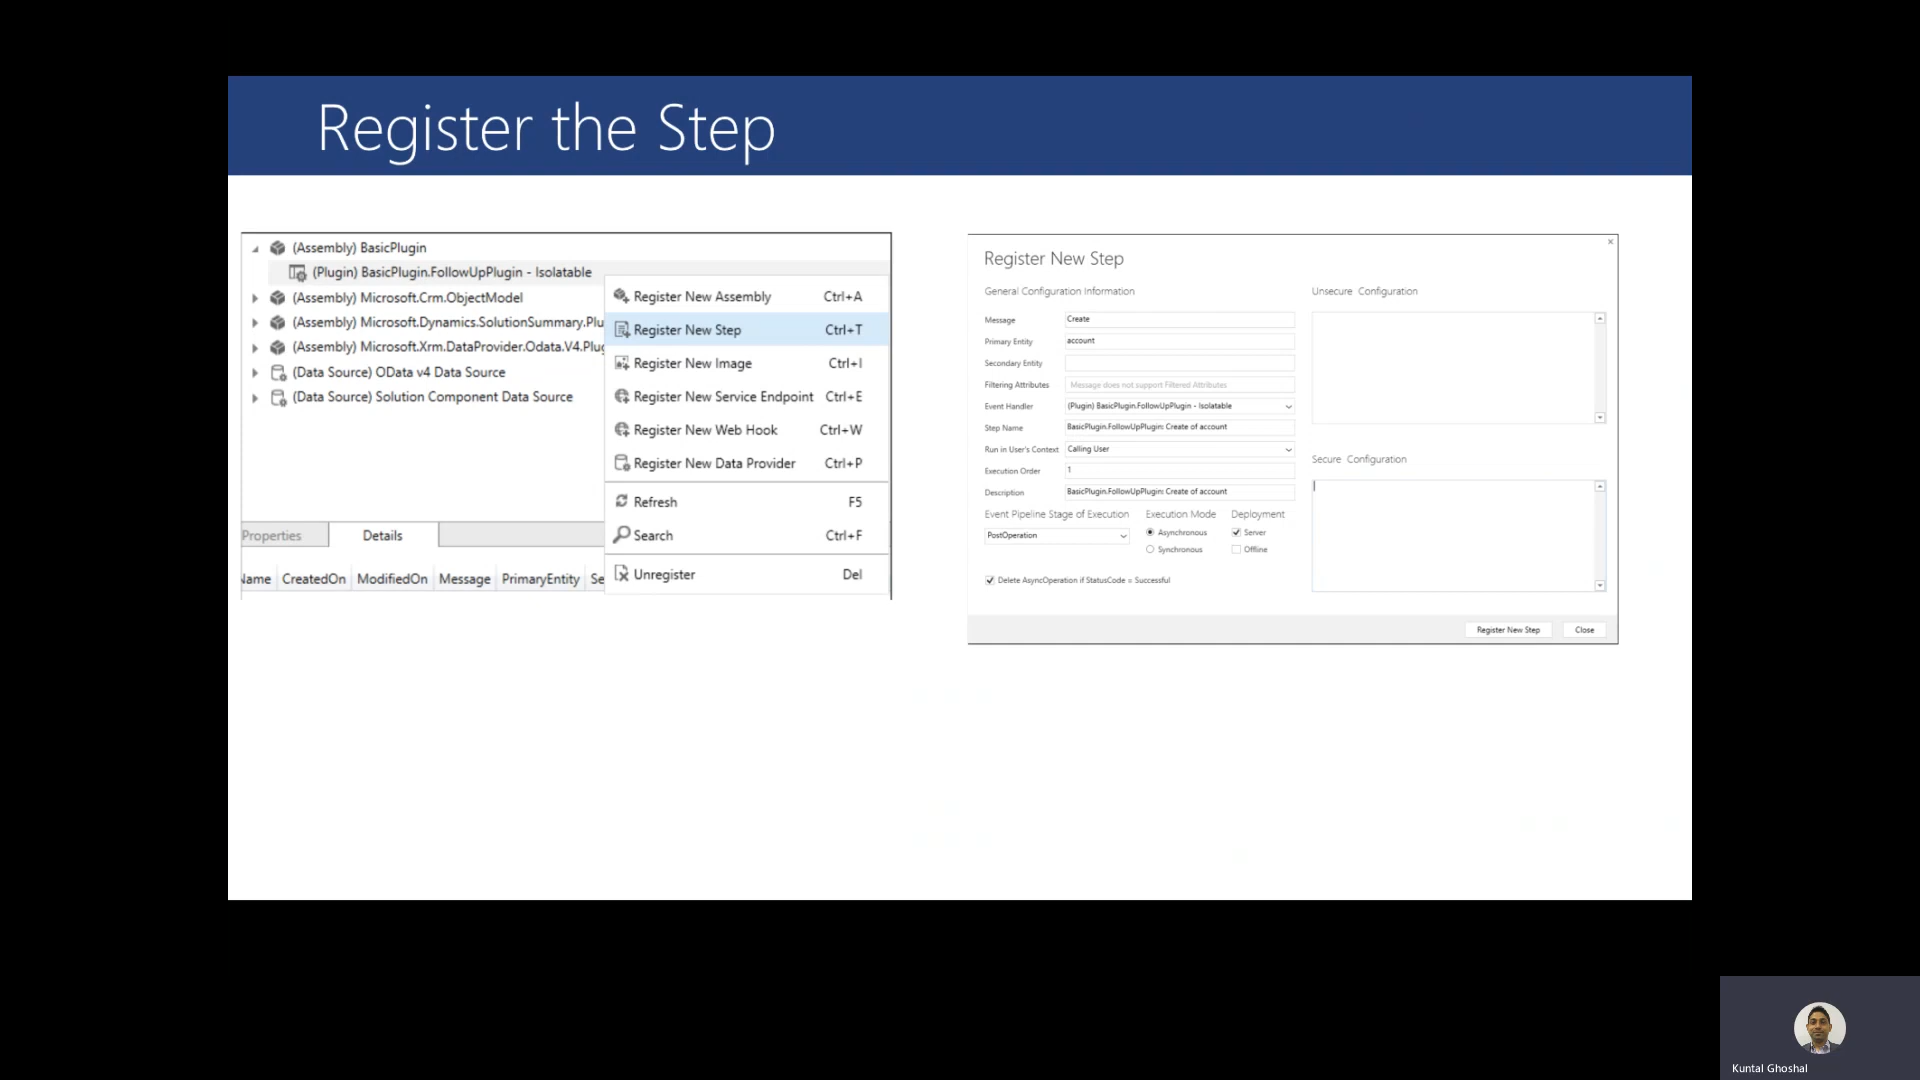 Register the Step
(Assembly) BasicPlugin
(Plugin) BasicPlugin.FollowUpPlugin - Isolatable
(Assembly) Microsoft.Crm.ObjectModel
(Assembly) Microsoft.Dynamics.SolutionSummary.Plu
(Assembly) Microsoft.Xrm.DataProvider.Odata.V4.Plug
(Data Source) OData v4 Data Source
(Data Source) Solution Component Data Source
Register New Assembly Ctrl+A
Register New Step Ctrl+T
Register New Image Ctrl+I
Register New Service Endpoint Ctrl+E
Register New Web Hook Ctrl+W
Register New Data Provider Ctrl+P
Refresh F5
Search Ctrl+F
Unregister Del
Properties Details
Name CreatedOn ModifiedOn Message PrimaryEntity Se
Register New Step
General Configuration Information
Message Create
Primary Entity account
Secondary Entity
Filtering Attributes Message does not support Filtered Attributes
Event Handler (Plugin) BasicPlugin.FollowUpPlugin - Isolatable
Step Name BasicPlugin.FollowUpPlugin: Create of account
Run in User's Context Calling User
Execution Order 1
Description BasicPlugin.FollowUpPlugin: Create of account
Event Pipeline Stage of Execution Execution Mode Deployment
PostOperation Asynchronous Server
Synchronous Offline
Delete AsyncOperation if StatusCode = Successful
Unsecure Configuration
Secure Configuration
Register New Step Close
Kuntal Ghoshal